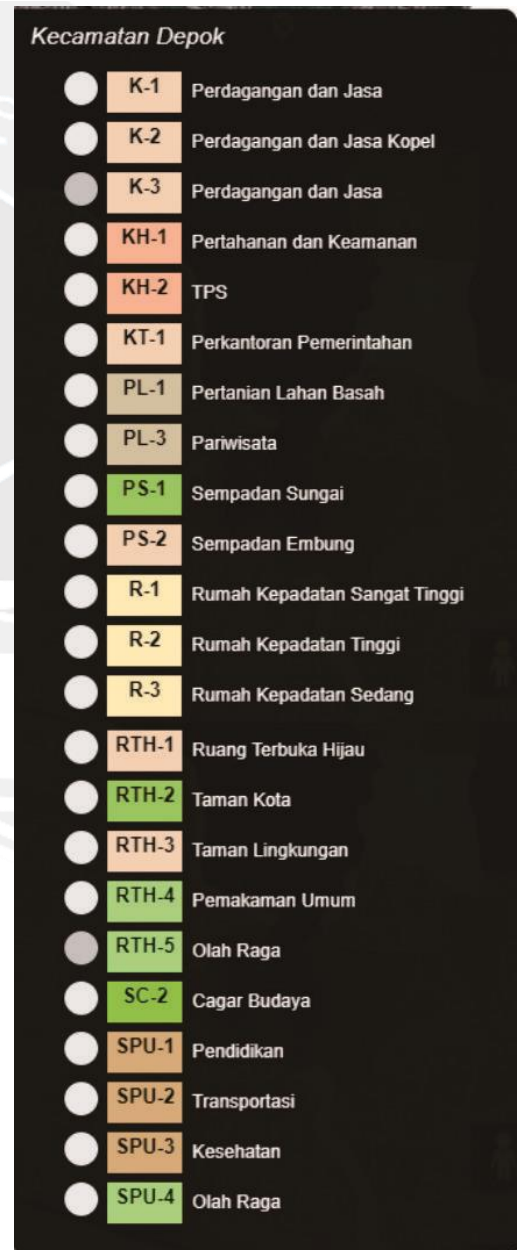 Kecamatan Depok
K-1 Perdagangan dan Jasa
K-2 Perdagangan dan Jasa Kopel
K-3 Perdagangan dan Jasa
KH-1 Pertahanan dan Keamanan
KH-2 TPS
KT-1 Perkantoran Pemerintahan
PL-1 Pertanian Lahan Basah
PL-3 Pariwisata
PS-1 Sempadan Sungai
PS-2 Sempadan Embung
R-1 Rumah Kepadatan Sangat Tinggi
R-2 Rumah Kepadatan Tinggi
R-3 Rumah Kepadatan Sedang
RTH-1 Ruang Terbuka Hijau
RTH-2 Taman Kota
RTH-3 Taman Lingkungan
RTH-4 Pemakaman Umum
RTH-5 Olah Raga
SC-2 Cagar Budaya
SPU-1 Pendidikan
SPU-2 Transportasi
SPU-3 Kesehatan
SPU-4 Olah Raga